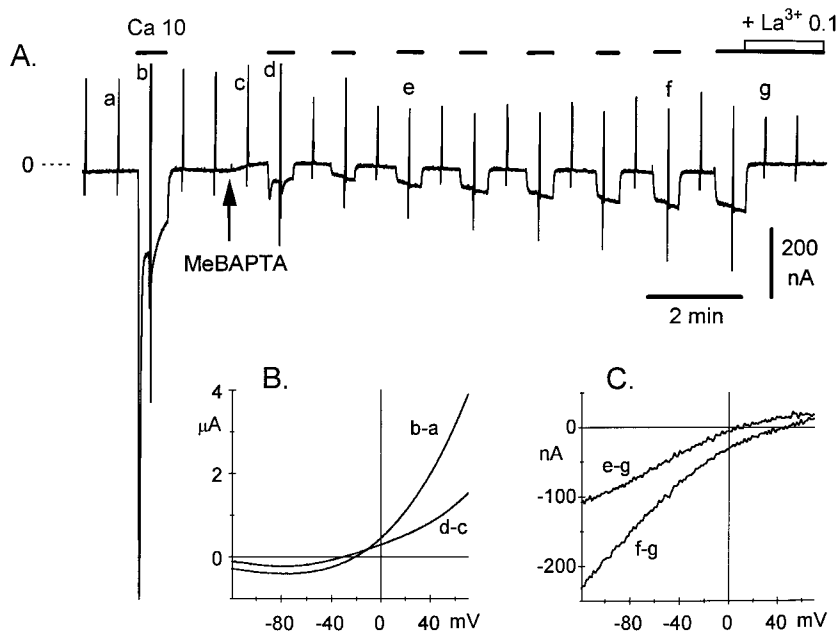 + La³⁺ 0.1
Ca 10
A.
a
b
c
d
e
f
g
0
MeBAPTA
200
nA
2 min
B.
4
µA
2
0
b-a
d-c
-80
-40
0
40
mV
C.
0
nA
-100
-200
e-g
f-g
-80
-40
0
40
mV